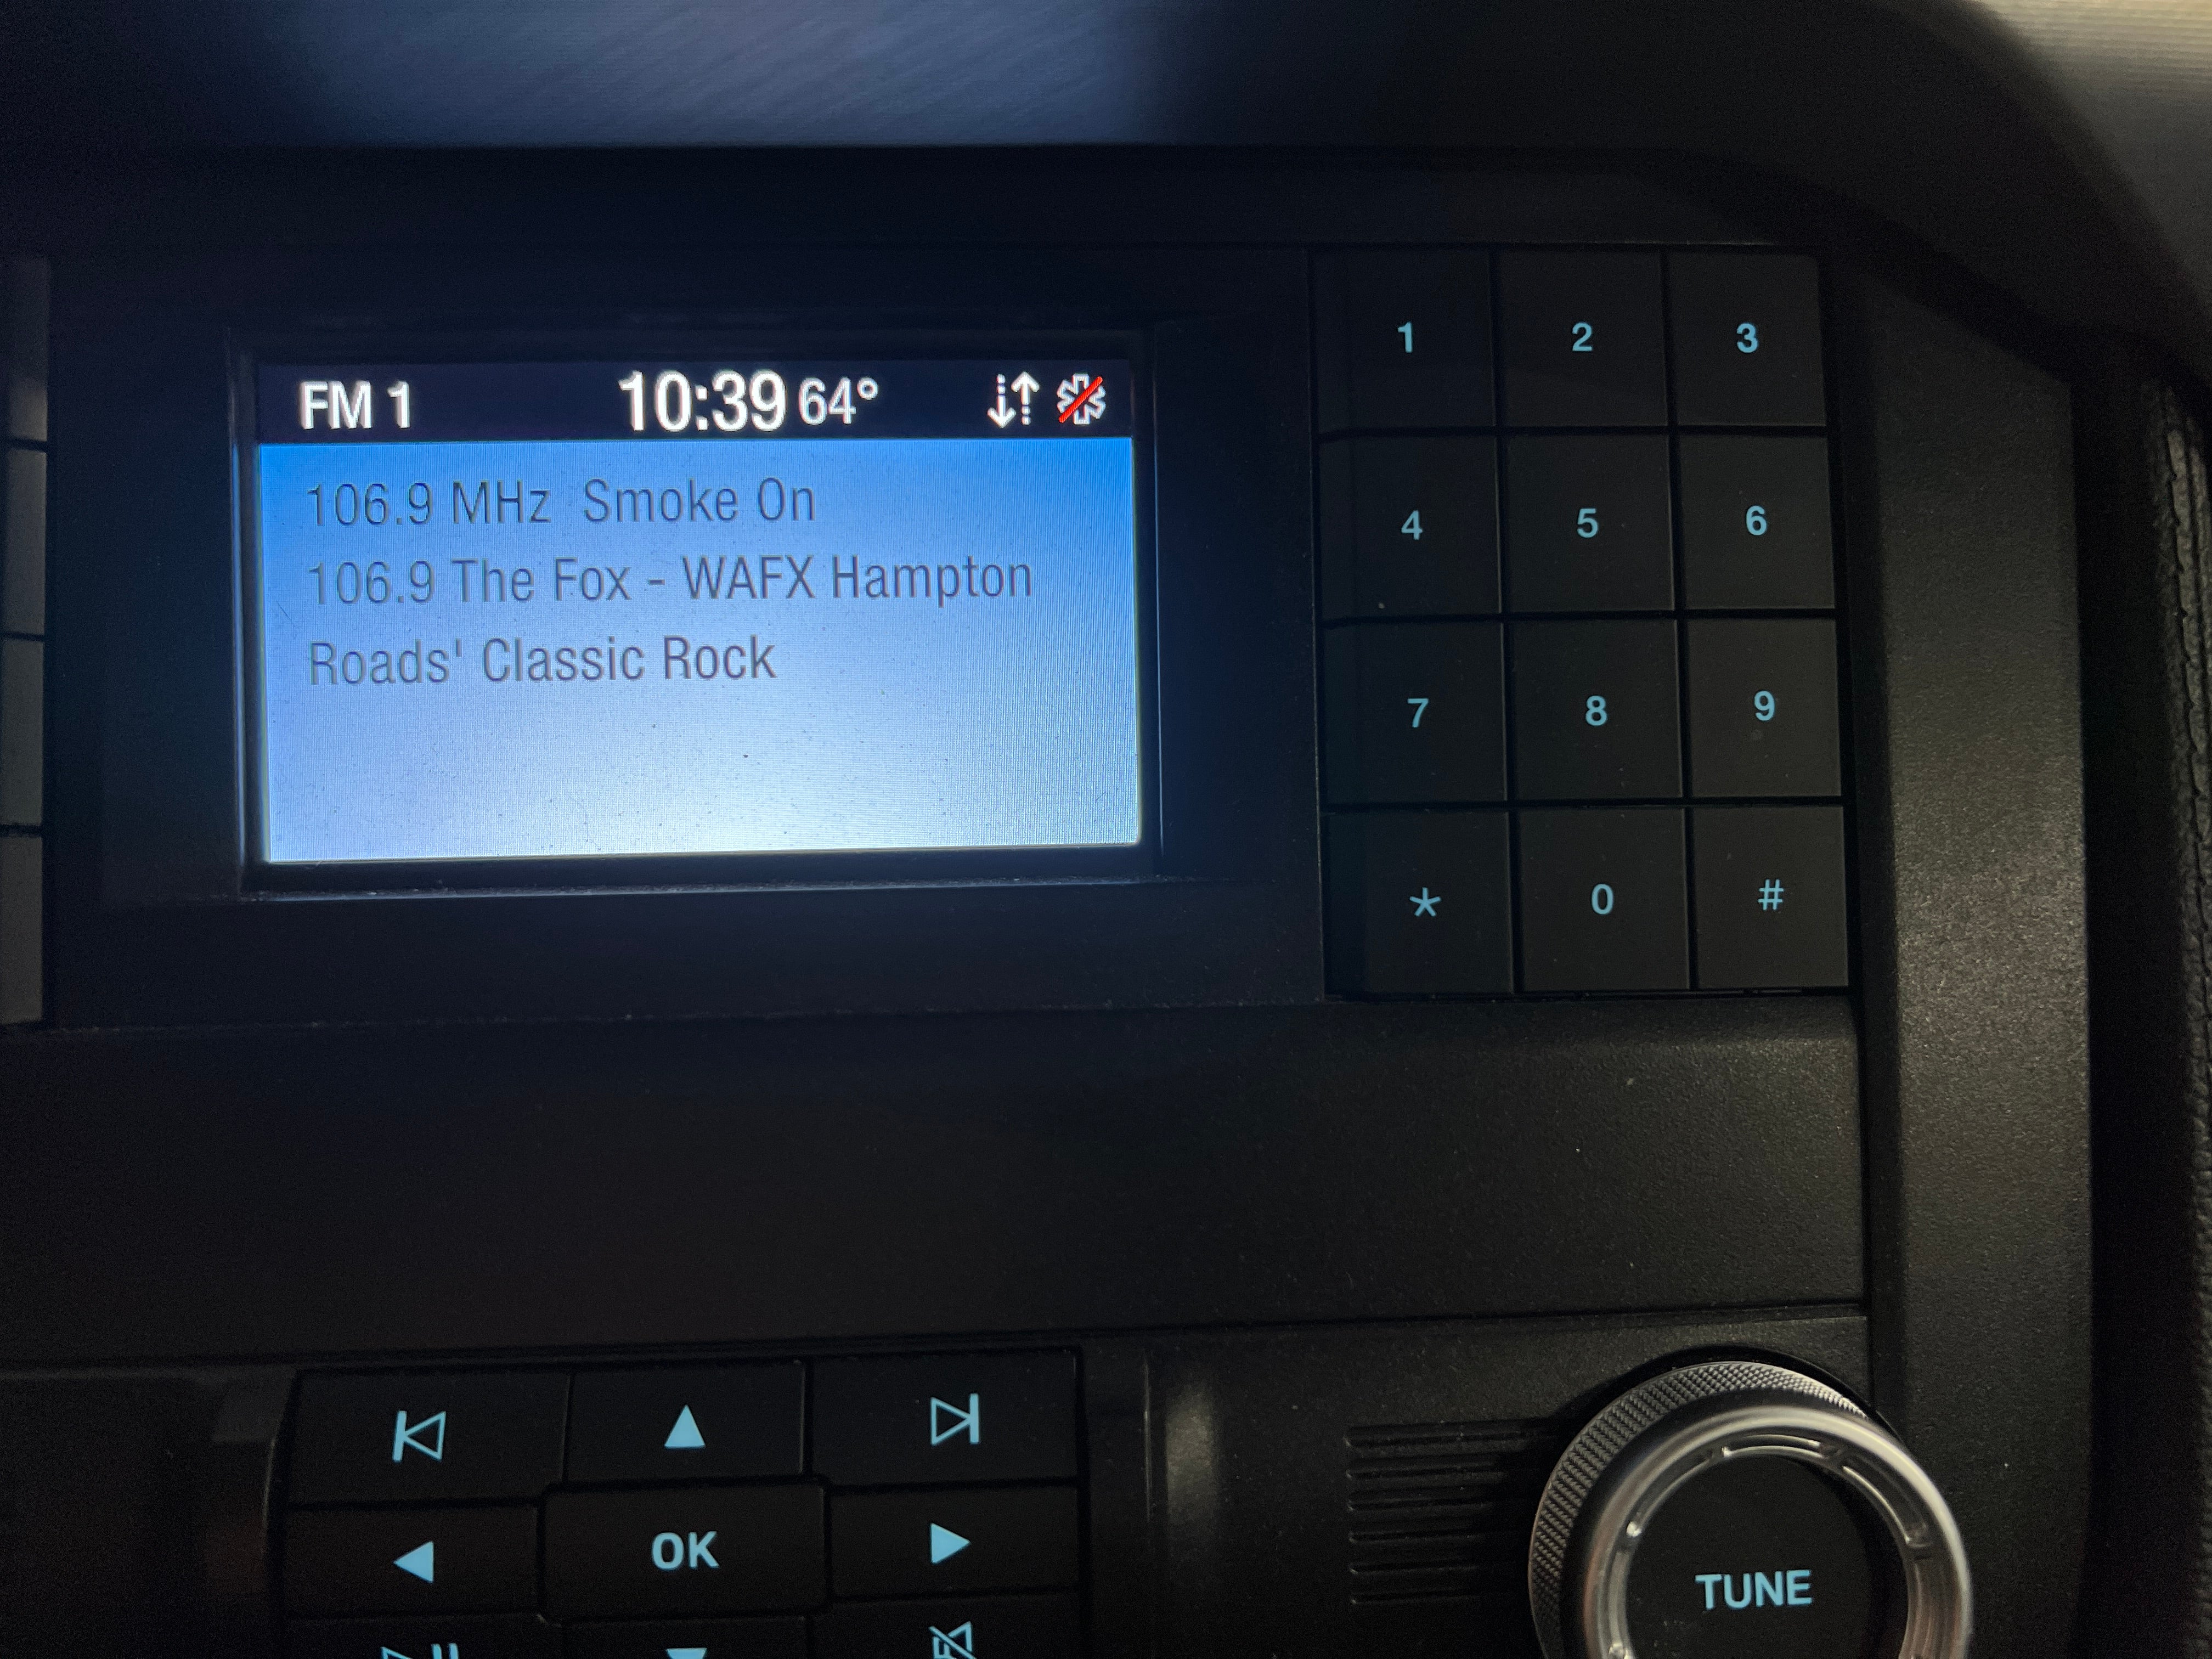 FM 1 10:39 64°
106.9 MHz Smoke On
106.9 The Fox - WAFX Hampton
Roads' Classic Rock
1 2 3
4 5 6
7 8 9
* 0 #
OK
TUNE